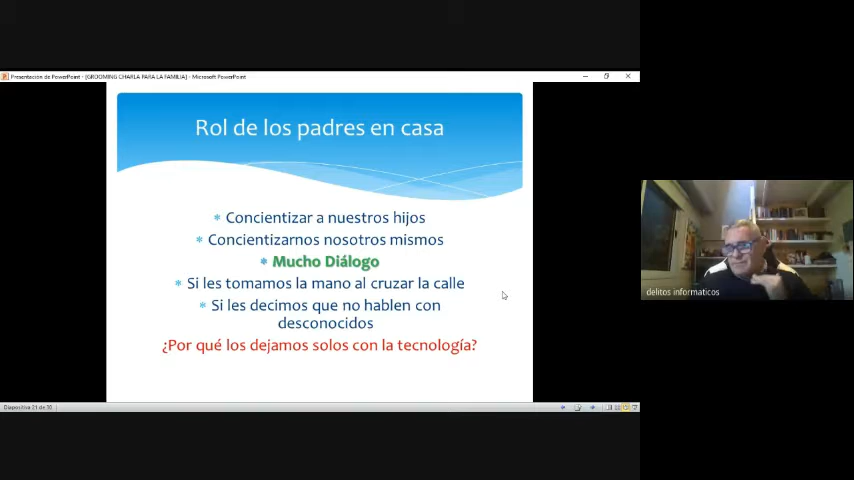 Presentación de PowerPoint - [GROOMING CHARLA PARA LA FAMILIA] - Microsoft PowerPoint
Rol de los padres en casa
* Concientizar a nuestros hijos
* Concientizarnos nosotros mismos
* Mucho Diálogo
* Si les tomamos la mano al cruzar la calle
* Si les decimos que no hablen con
desconocidos
¿Por qué los dejamos solos con la tecnología?
delitos informaticos
Diapositiva 21 de